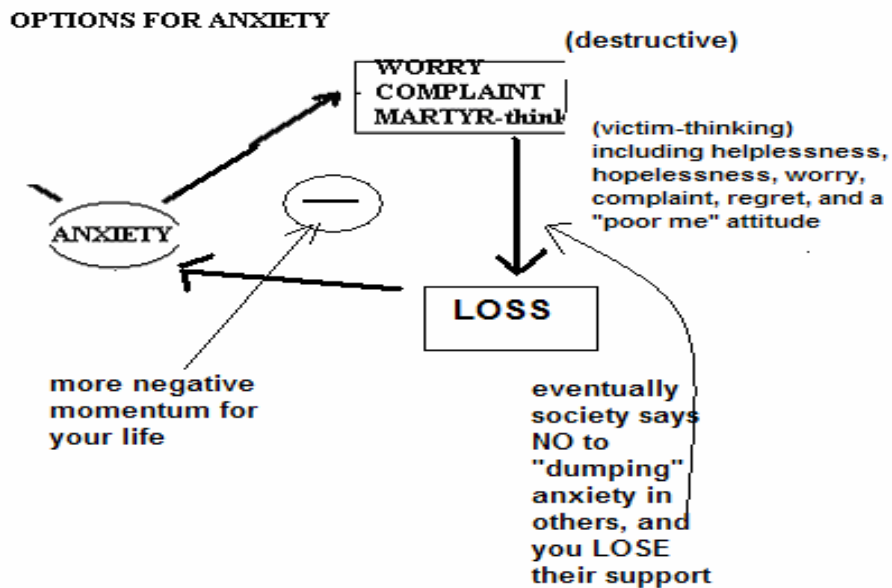 OPTIONS FOR ANXIETY
(destructive)
WORRY
COMPLAINT
MARTYR-think
(victim-thinking)
including helplessness,
hopelessness, worry,
complaint, regret, and a
"poor me" attitude
ANXIETY
LOSS
more negative
momentum for
your life
eventually
society says
NO to
"dumping"
anxiety in
others, and
you LOSE
their support